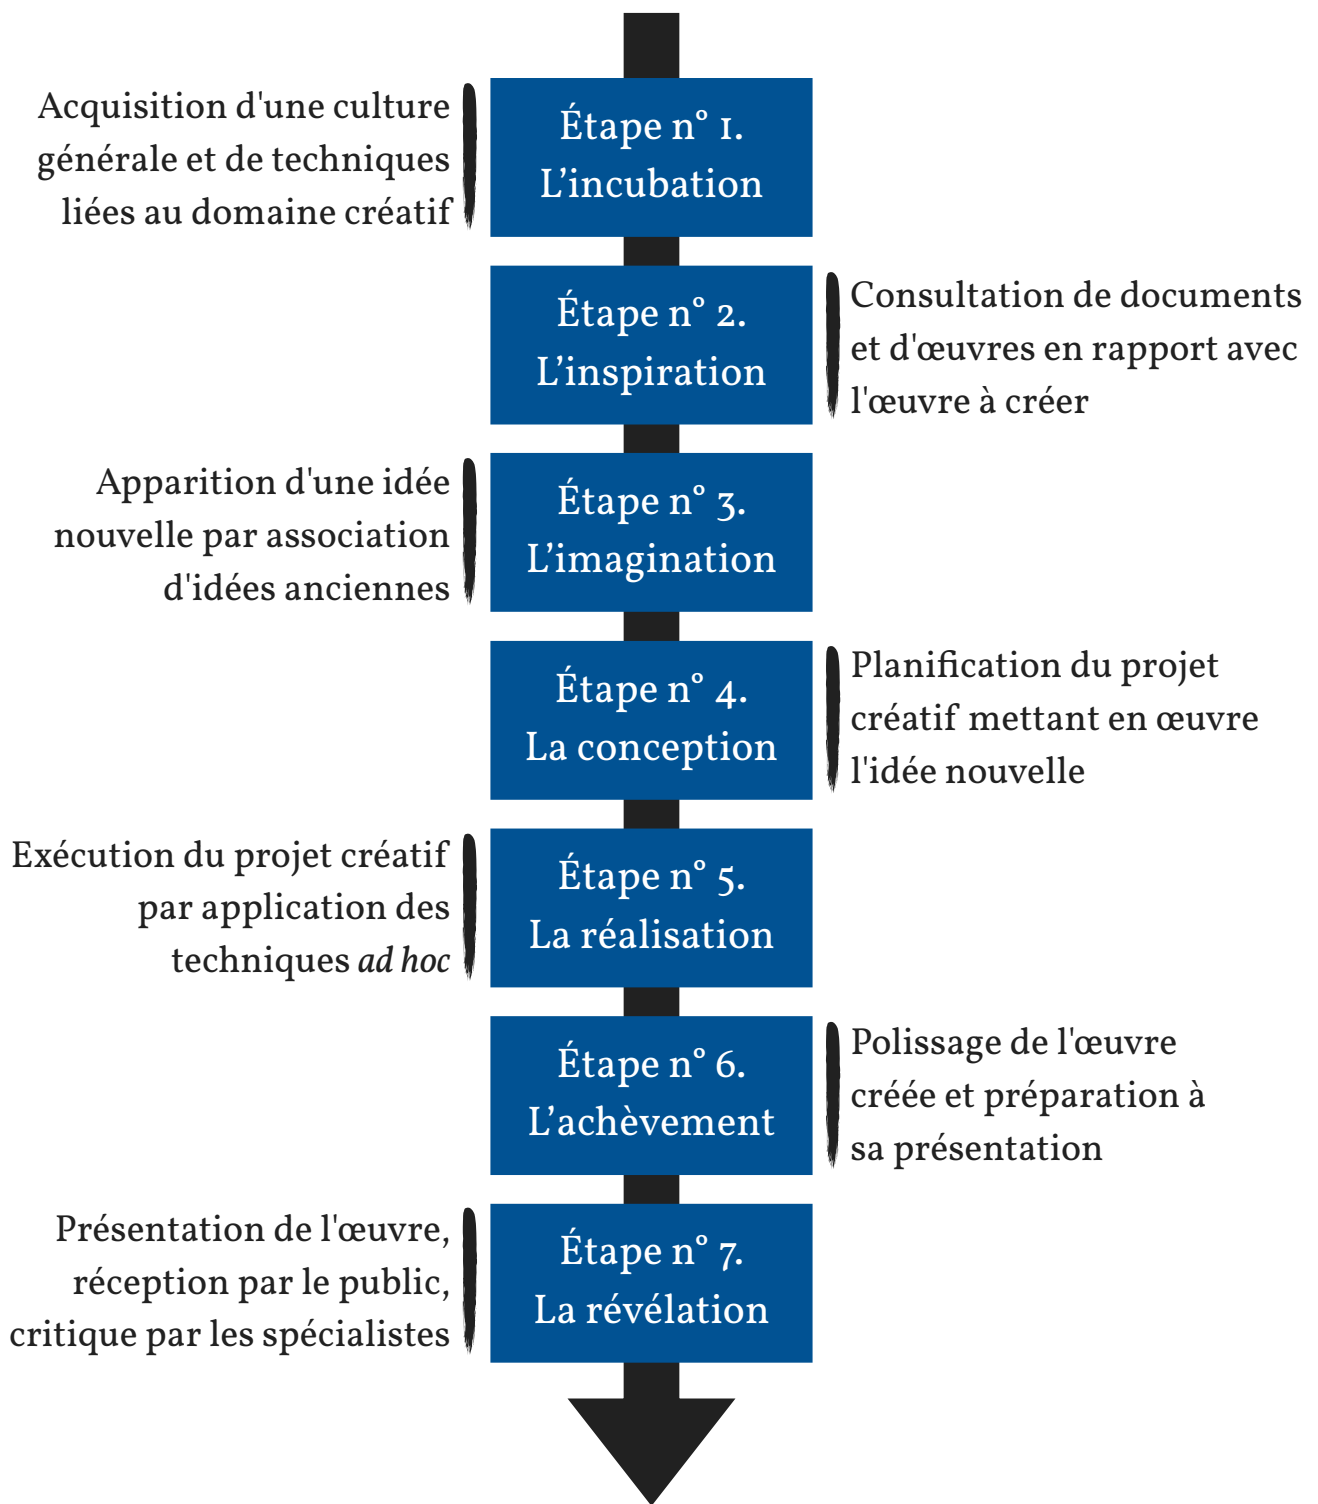 Acquisition d'une culture
générale et de techniques
liées au domaine créatif
Étape n° 1.
L’incubation
Étape n° 2.
L’inspiration
Consultation de documents
et d'œuvres en rapport avec
l'œuvre à créer
Apparition d'une idée
nouvelle par association
d'idées anciennes
Étape n° 3.
L’imagination
Étape n° 4.
La conception
Planification du projet
créatif mettant en œuvre
l'idée nouvelle
Exécution du projet créatif
par application des
techniques ad hoc
Étape n° 5.
La réalisation
Étape n° 6.
L’achèvement
Polissage de l'œuvre
créée et préparation à
sa présentation
Présentation de l'œuvre,
réception par le public,
critique par les spécialistes
Étape n° 7.
La révélation